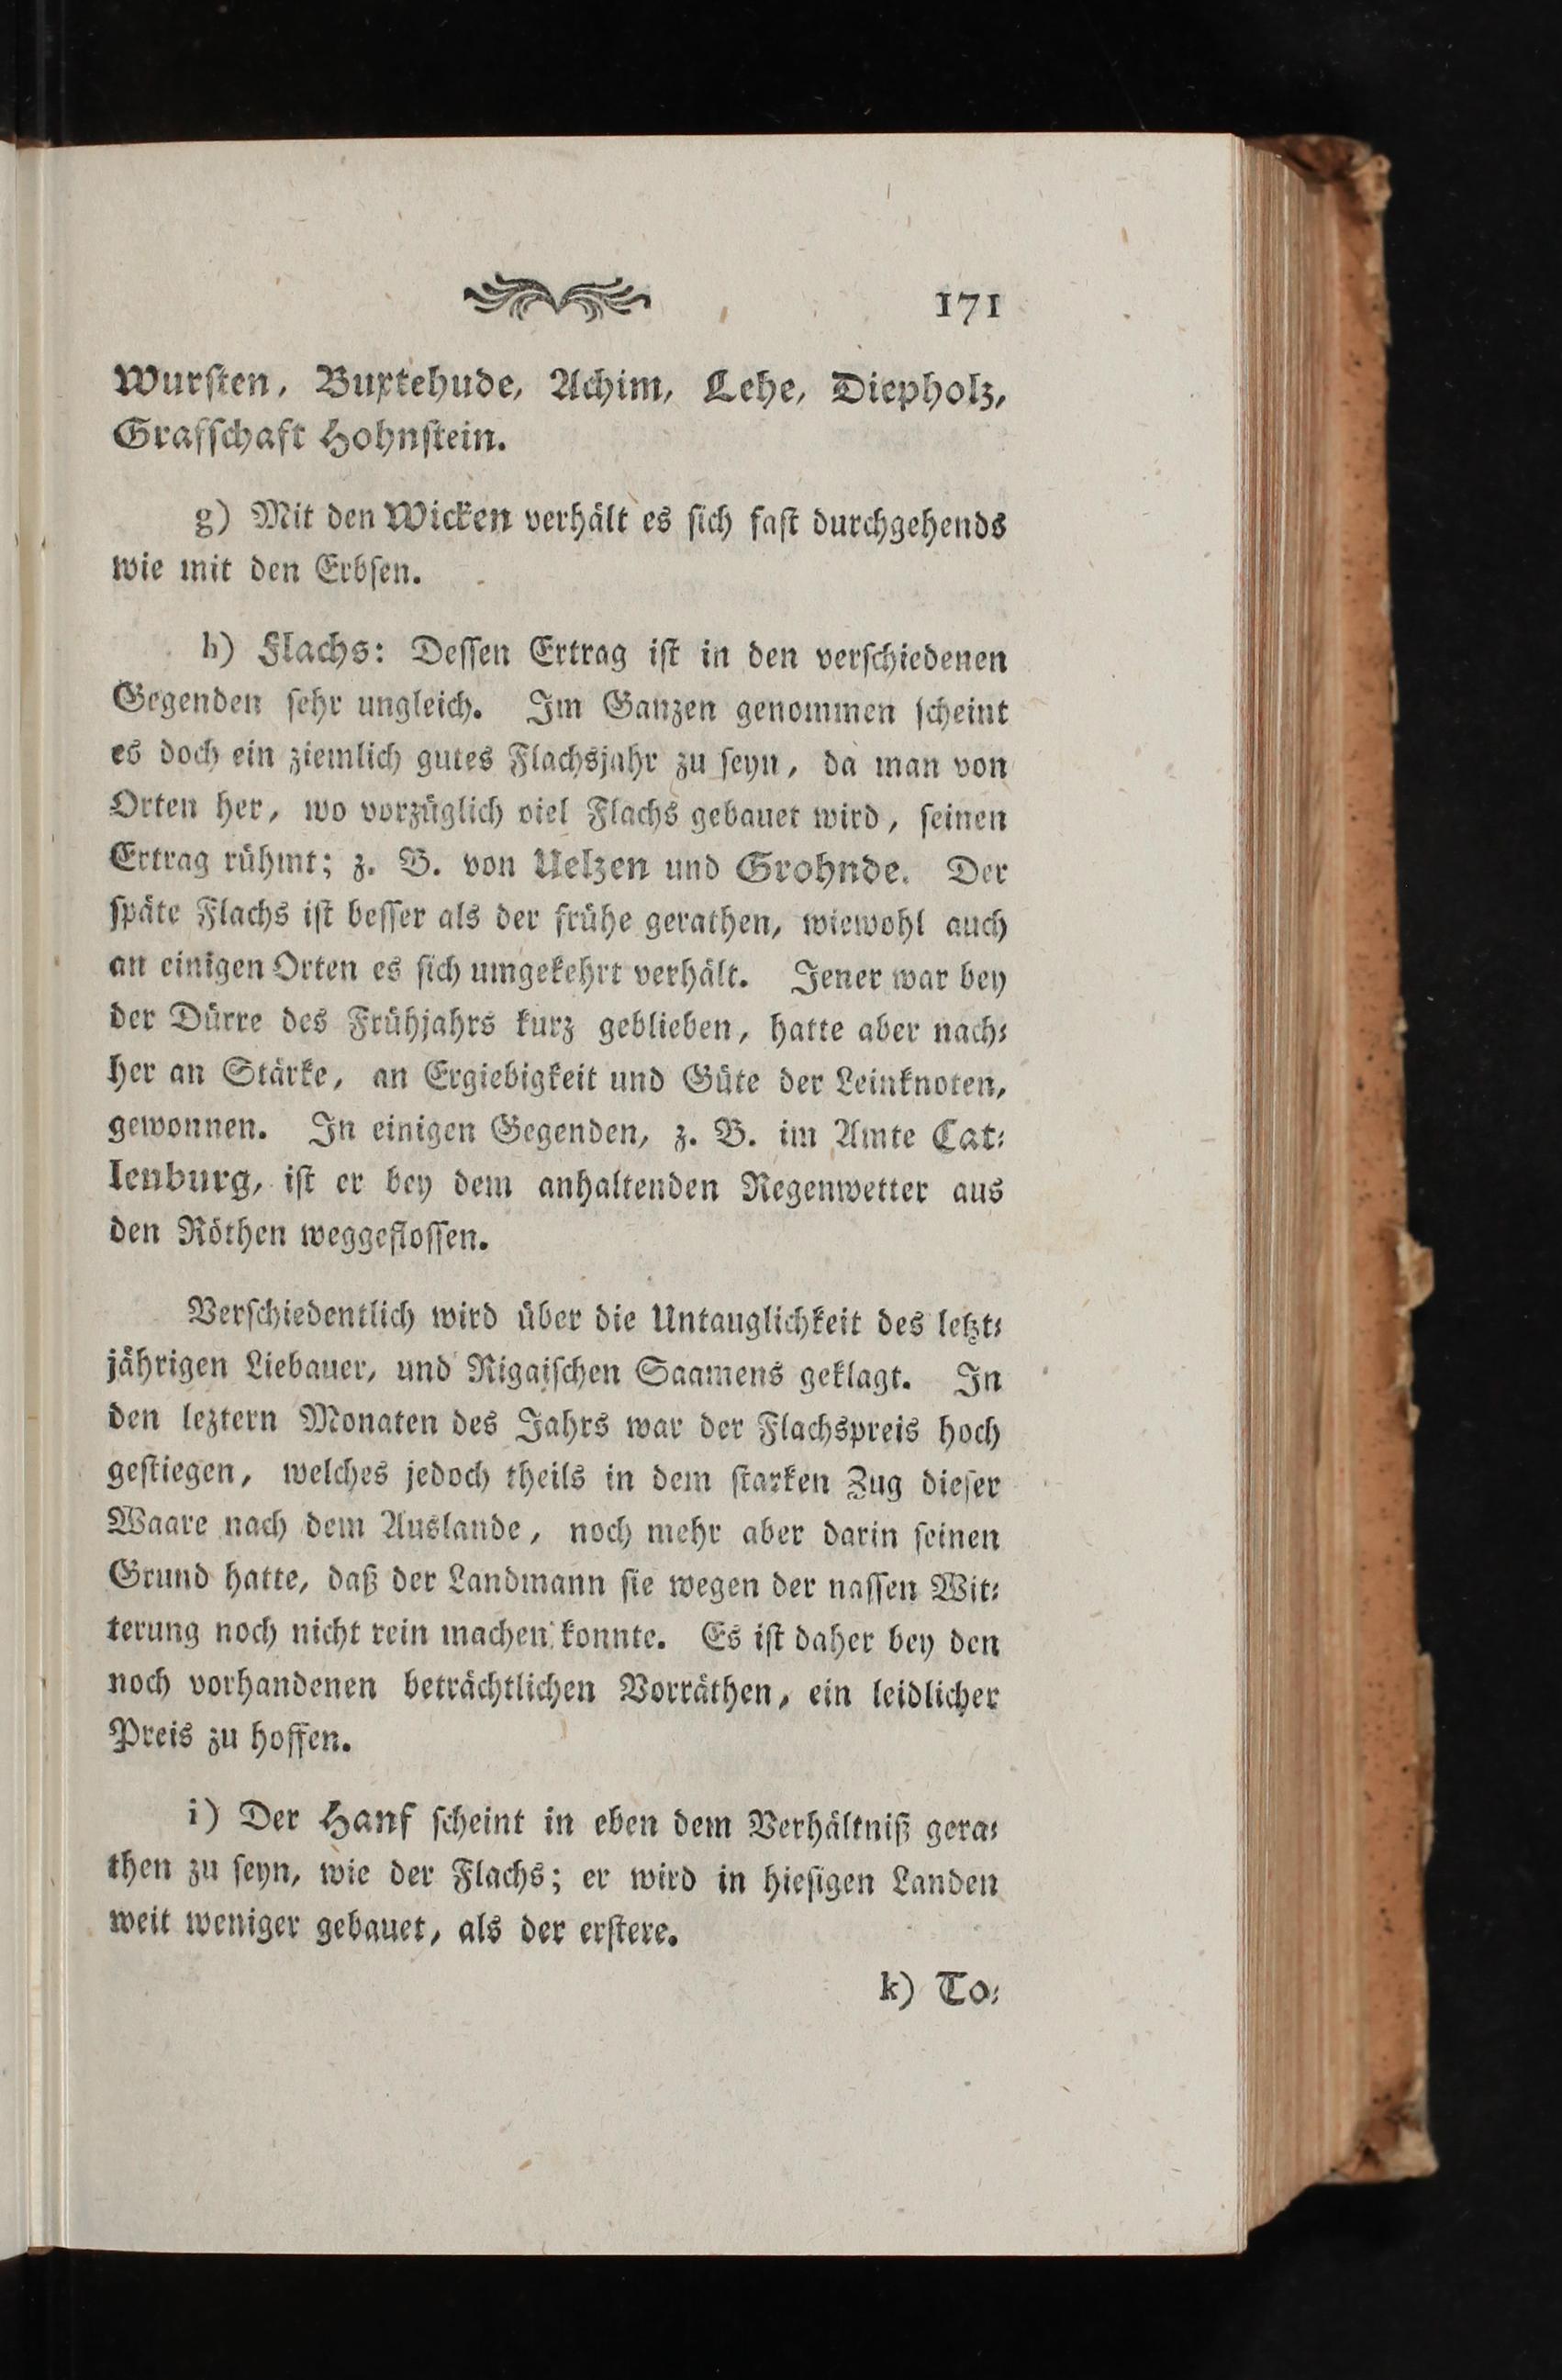 171
Wurſten, Buxtehude, Achim, Lehe, Diepholz,
Grafſchaft Hohnſtein.
g) Mit den Wicken verhält es ſich faſt durchgehends
wie mit den Erbſen.
h) Flachs: Deſſen Ertrag iſt in den verſchiedenen
Gegenden ſehr ungleich. Im Ganzen genommen ſcheint
es doch ein ziemlich gutes Flachsjahr zu ſeyn, da man von
Orten her, wo vorzüglich viel Flachs gebauet wird, ſeinen
Ertrag rühmt; z. B. von Uelzen und Grohnde. Der
ſpäte Flachs iſt beſſer als der frühe gerathen, wiewohl auch
an einigen Orten es ſich umgekehrt verhält. Jener war bey
der Dürre des Frühjahrs kurz geblieben, hatte aber nach⸗
her an Stärke, an Ergiebigkeit und Güte der Leinknoten,
gewonnen. In einigen Gegenden, z. B. im Amte Cat⸗
lenburg, iſt er bey dem anhaltenden Regenwetter aus
den Röthen weggefloſſen.
Verſchiedentlich wird über die Untauglichkeit des letzt⸗
jährigen Liebauer, und Rigaiſchen Saamens geklagt. In
den leztern Monaten des Jahrs war der Flachspreis hoch
geſtiegen, welches jedoch theils in dem ſtarken Zug dieſer
Waare nach dem Auslande, noch mehr aber darin ſeinen
Grund hatte, daß der Landmann ſie wegen der naſſen Wit⸗
terung noch nicht rein machen konnte. Es iſt daher bey den
noch vorhandenen beträchtlichen Vorräthen, ein leidlicher
Preis zu hoffen.
i) Der Hanf ſcheint in eben dem Verhältniß gera⸗
then zu ſeyn, wie der Flachs; er wird in hieſigen Landen
weit weniger gebauet, als der erſtere.
k) To⸗